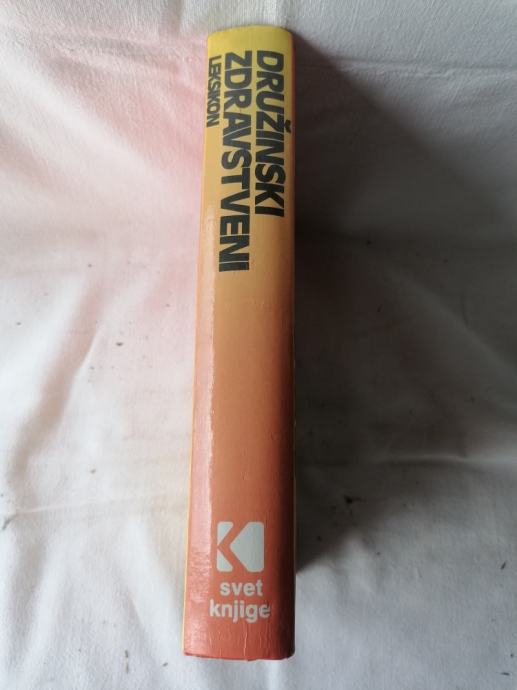 DRUŽINSKI
ZDRAVSTVENI
LEKSIKON
svet
knjige